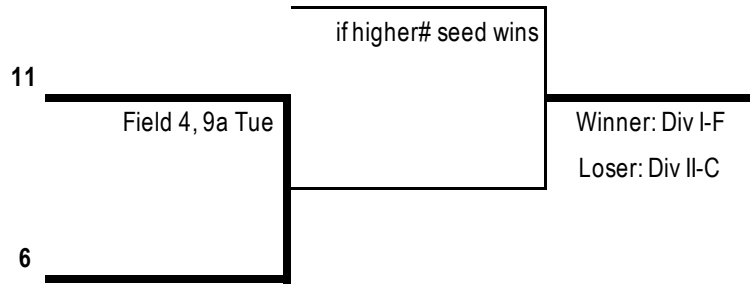 if higher# seed wins
11
Field 4, 9a Tue
Winner: Div I-F
Loser: Div II-C
6